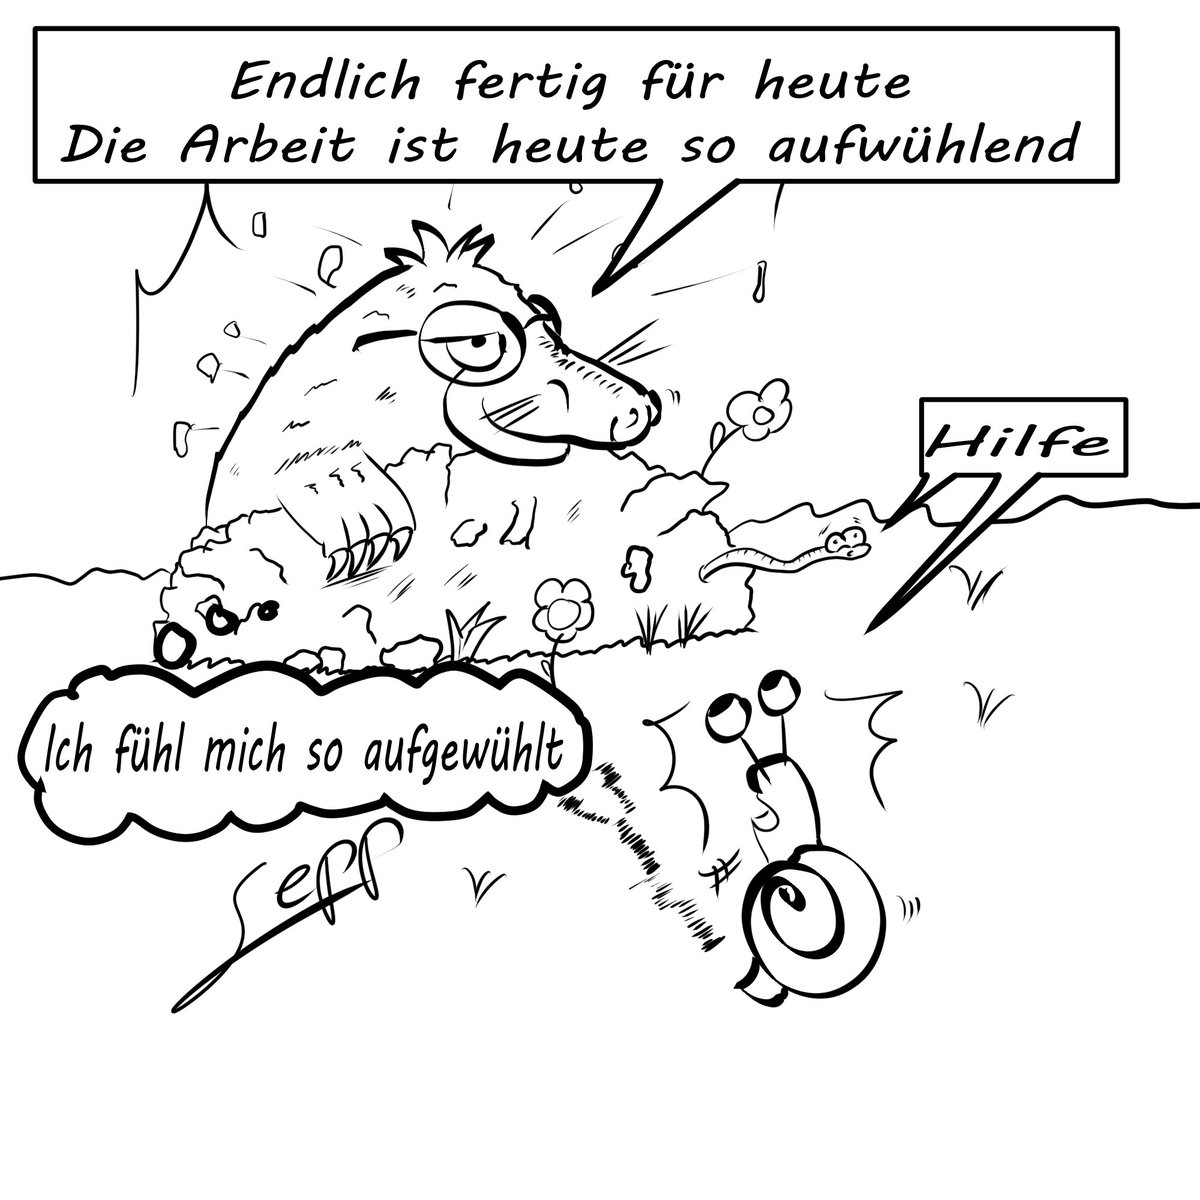 Endlich fertig für heute
Die Arbeit ist heute so aufwühlend
Hilfe
Ich fühl mich so aufgewühlt
Sepp